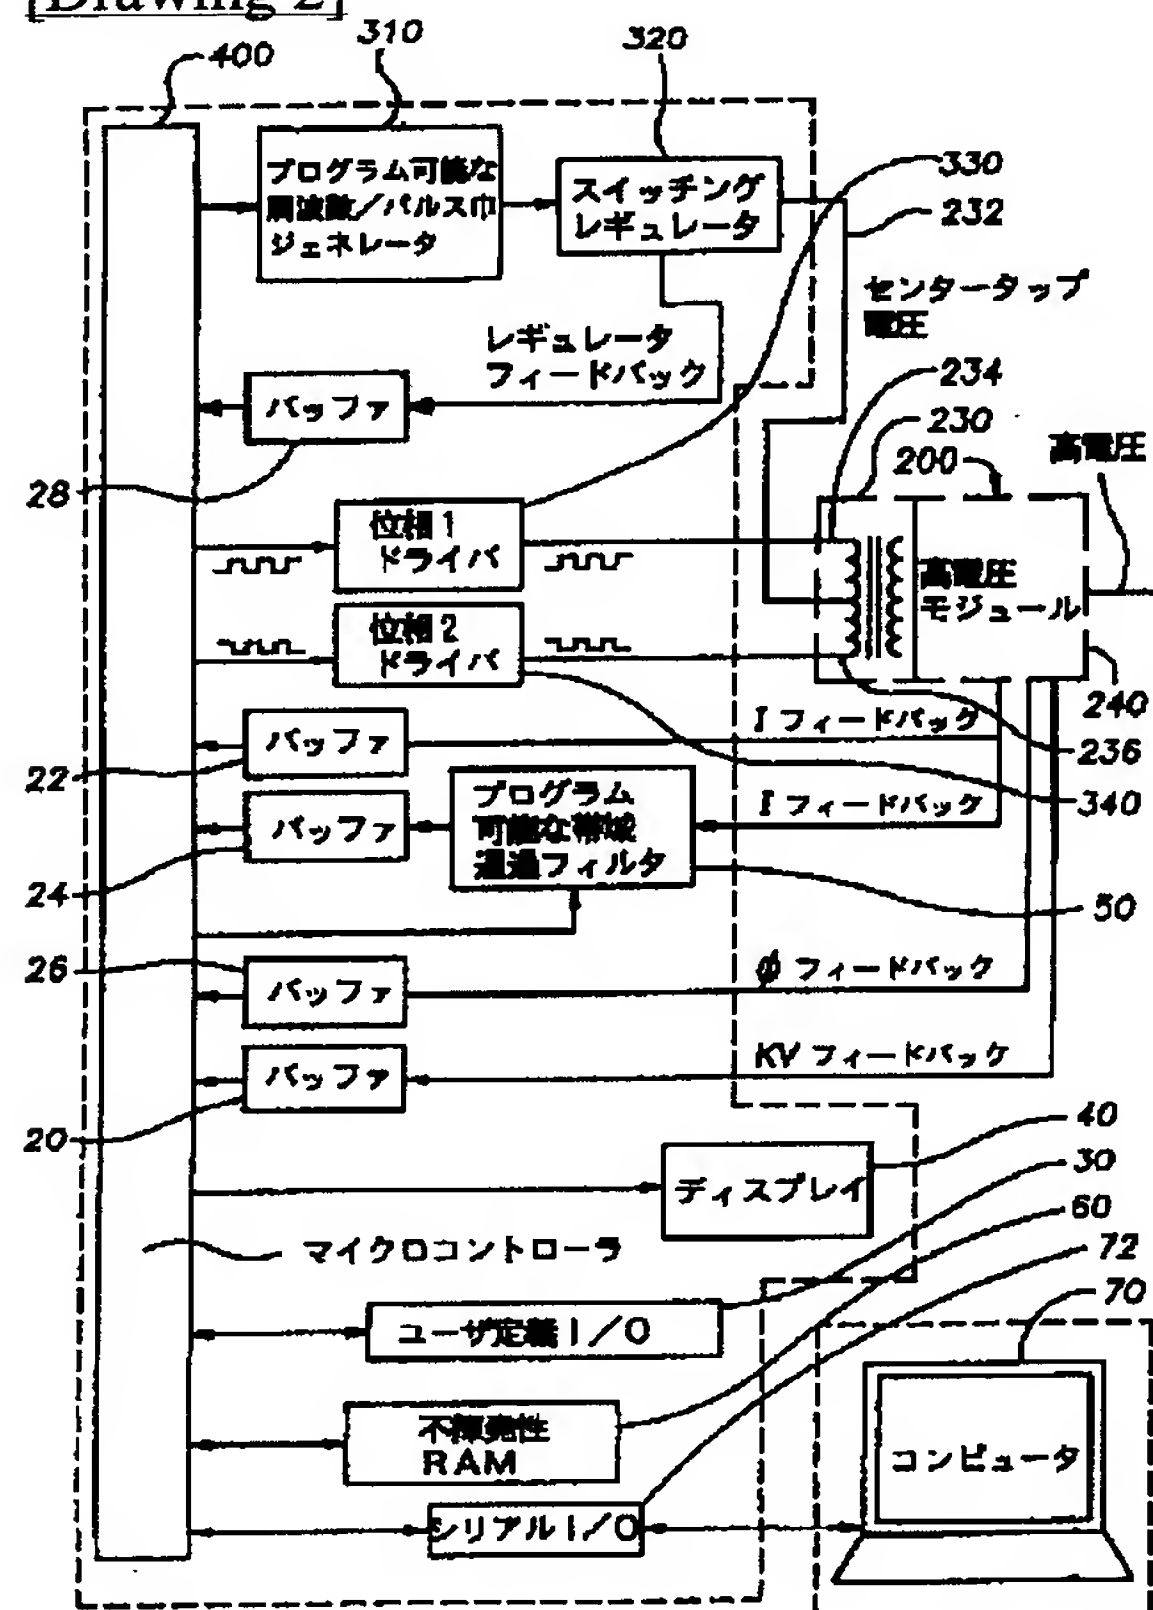 [Drawing 2]
310
320
400
プログラム可能な
周波数/パルス巾
ジェネレータ
スイッチング
レギュレータ
330
232
センタータップ
電圧
レギュレータ
フィードバック
バッファ
234
230
200
高電圧
28
位相1
ドライバ
高電圧
モジュール
位相2
ドライバ
240
I フィードバック
バッファ
236
22
プログラム
可能な帯域
通過フィルタ
I フィードバック
340
バッファ
24
50
26
φ フィードバック
バッファ
KV フィードバック
バッファ
20
40
30
ディスプレイ
60
マイクロコントローラ
72
70
ユーザ定義 I/O
不揮発性
RAM
コンピュータ
シリアル I/O